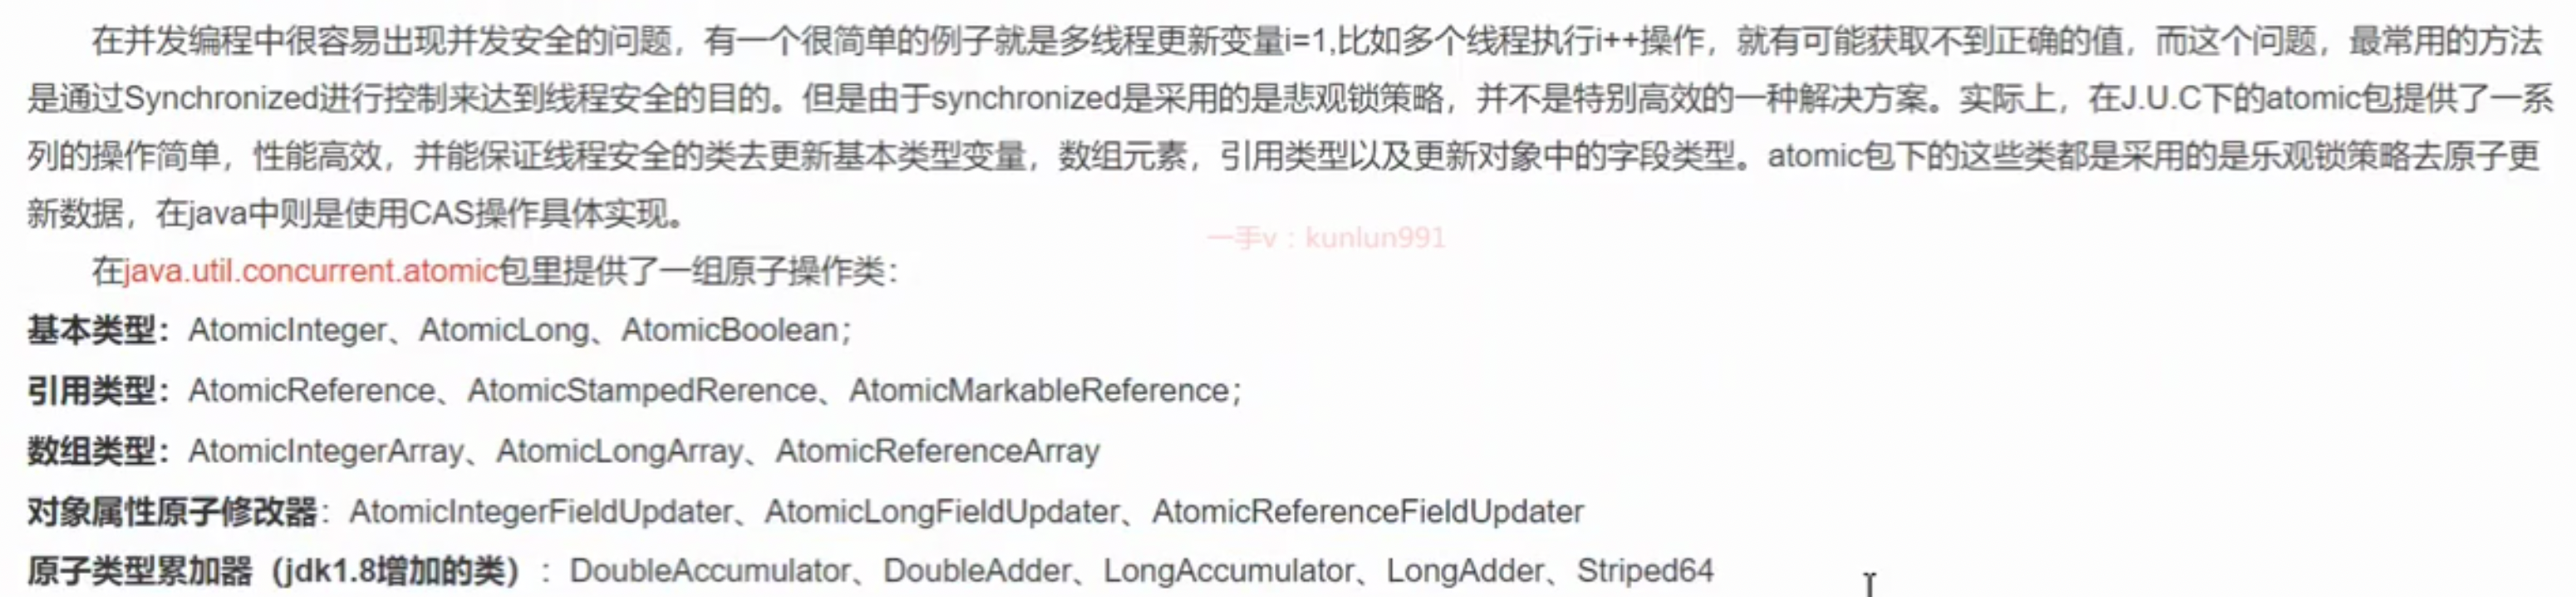 在并发编程中很容易出现并发安全的问题，有一个很简单的例子就是多线程更新变量i=1,比如多个线程执行i++操作，就有可能获取不到正确的值，而这个问题，最常用的方法
是通过Synchronized进行控制来达到线程安全的目的。但是由于synchronized是采用的是悲观锁策略，并不是特别高效的一种解决方案。实际上，在J.U.C下的atomic包提供了一系
列的操作简单，性能高效，并能保证线程安全的类去更新基本类型变量，数组元素，引用类型以及更新对象中的字段类型。atomic包下的这些类都是采用的是乐观锁策略去原子更
新数据，在java中则是使用CAS操作具体实现。
一手v：kunlun991
在java.util.concurrent.atomic包里提供了一组原子操作类：
基本类型：AtomicInteger、AtomicLong、AtomicBoolean；
引用类型：AtomicReference、AtomicStampedRerence、AtomicMarkableReference；
数组类型：AtomicIntegerArray、AtomicLongArray、AtomicReferenceArray
对象属性原子修改器：AtomicIntegerFieldUpdater、AtomicLongFieldUpdater、AtomicReferenceFieldUpdater
原子类型累加器（jdk1.8增加的类）：DoubleAccumulator、DoubleAdder、LongAccumulator、LongAdder、Striped64